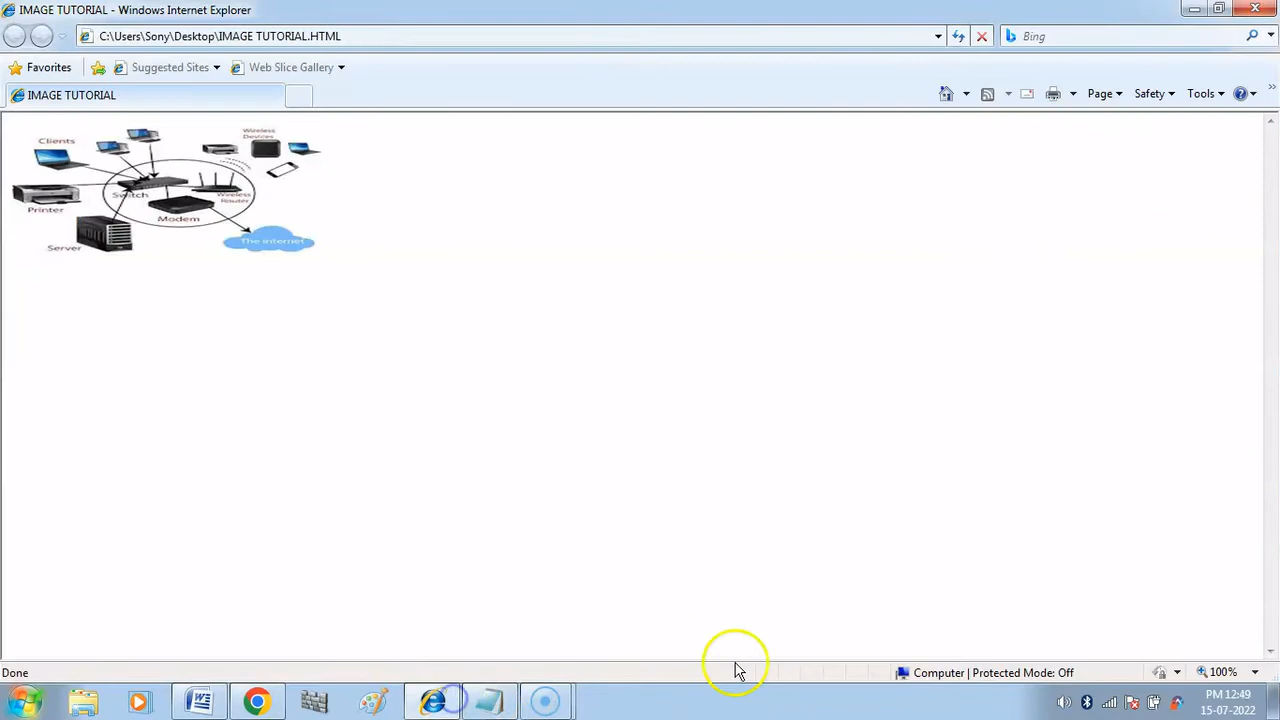 IMAGE TUTORIAL - Windows Internet Explorer
C:\Users\Sony\Desktop\IMAGE TUTORIAL.HTML
Bing
Favorites
Suggested Sites
Web Slice Gallery
IMAGE TUTORIAL
Page
Safety
Tools
Clients
Wireless
Devices
Switch
Wireless
Router
Printer
Modem
Server
The Internet
Done
Computer | Protected Mode: Off
100%
PM 12:49
15-07-2022